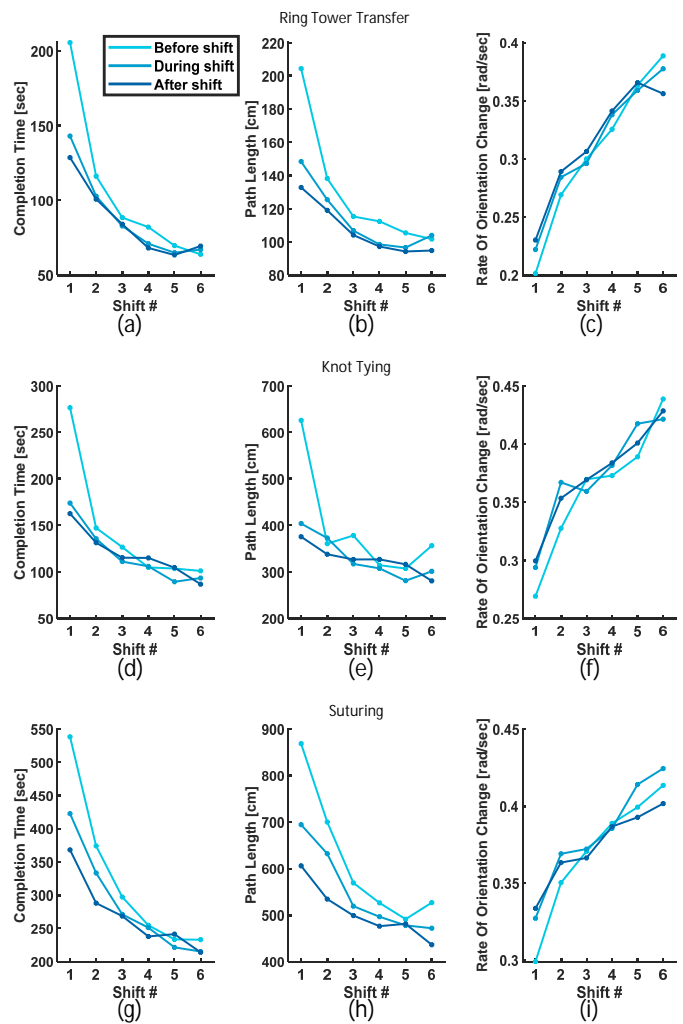 Ring Tower Transfer
Before shift
During shift
After shift
Completion Time [sec]
200
150
100
50
1 2 3 4 5 6
Shift #
(a)
Path Length [cm]
220
200
180
160
140
120
100
80
1 2 3 4 5 6
Shift #
(b)
Rate Of Orientation Change [rad/sec]
0.4
0.35
0.3
0.25
0.2
1 2 3 4 5 6
Shift #
(c)
Knot Tying
Completion Time [sec]
300
250
200
150
100
50
1 2 3 4 5 6
Shift #
(d)
Path Length [cm]
700
600
500
400
300
200
1 2 3 4 5 6
Shift #
(e)
Rate Of Orientation Change [rad/sec]
0.45
0.4
0.35
0.3
0.25
1 2 3 4 5 6
Shift #
(f)
Suturing
Completion Time [sec]
550
500
450
400
350
300
250
200
1 2 3 4 5 6
Shift #
(g)
Path Length [cm]
900
800
700
600
500
400
1 2 3 4 5 6
Shift #
(h)
Rate Of Orientation Change [rad/sec]
0.45
0.4
0.35
0.3
1 2 3 4 5 6
Shift #
(i)